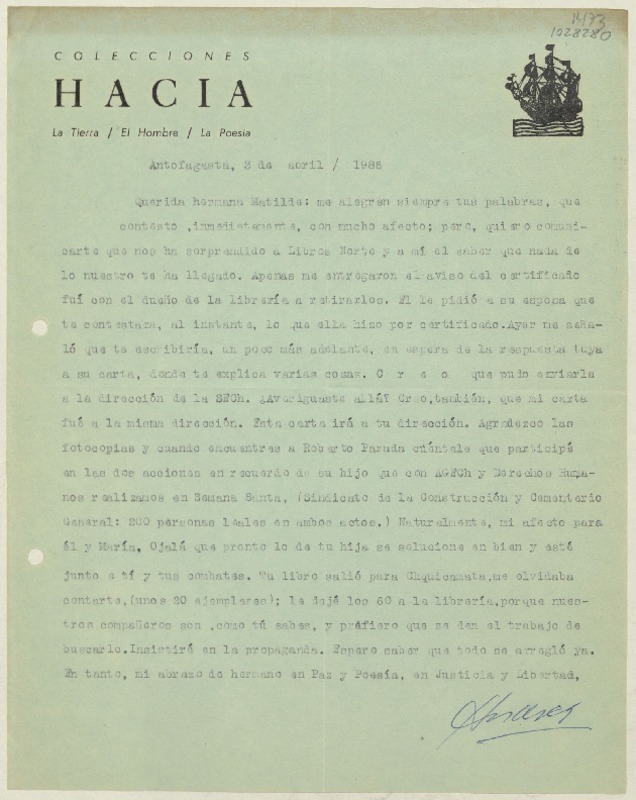 1473
1028280
COLECCIONES
HACIA
La Tierra / El Hombre / La Poesía
Antofagasta, 3 de abril / 1986
Querida hermana Matilde: me alegran siempre tus palabras, que
contesto ,inmediatamente, con mucho afecto; pero, quiero comuni-
carte que nos ha sorprendido a Libros Norte y a mí el saber que nada de
lo nuestro te ha llegado. Apenas me entregaron el aviso del certificado
fuí con el dueño de la librería a retirarlos. El le pidió a su esposa que
te contestara, al instante, lo que ella hizo por certificado.Ayer me seña-
ló que te escribiría, un poco más adelante, en espera de la respuesta tuya
a su carta, donde te explica varias cosas. C r e o que pudo enviarla
a la dirección de la SECh. ¿Averiguaste allá? Creo,también, que mi carta
fué a la misma dirección. Esta carta irá a tu dirección. Agradezco las
fotocopias y cuando encuentres a Roberto Parada cuéntale que participé
en las dos acciones en recuerdo de su hijo que con AGECh y Derechos Huma-
nos realizamos en Semana Santa, (Sindicato de la Construcción y Cementerio
General: 200 personas leales en ambos actos.) Naturalmente, mi afecto para
él y María, Ojalá que pronto lo de tu hija se solucione en bien y esté
junto a tí y tus combates. Tu libro salió para Chquicamata,me olvidaba
contarte,(unos 20 ejemplares); le dejé los 60 a la librería,porque nues-
tros compañeros son ,como tú sabes, y prefiero que se den el trabajo de
buscarlo.Insistiré en la propaganda. Espero saber que todo se arregló ya.
En tanto, mi abrazo de hermano en Paz y Poesía, en Justicia y Libertad,